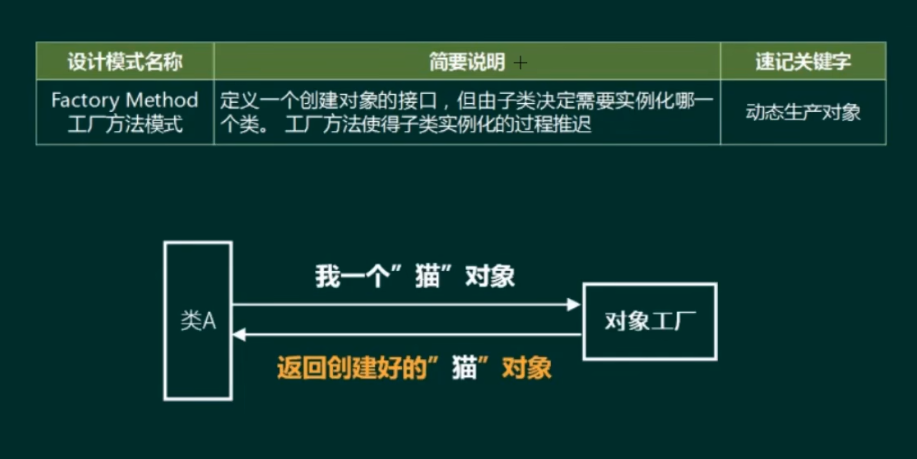 设计模式名称 简要说明 速记关键字
Factory Method 定义一个创建对象的接口，但由子类决定需要实例化哪一
工厂方法模式 个类。 工厂方法使得子类实例化的过程推迟 动态生产对象
我一个”猫”对象
类A 对象工厂
返回创建好的”猫”对象